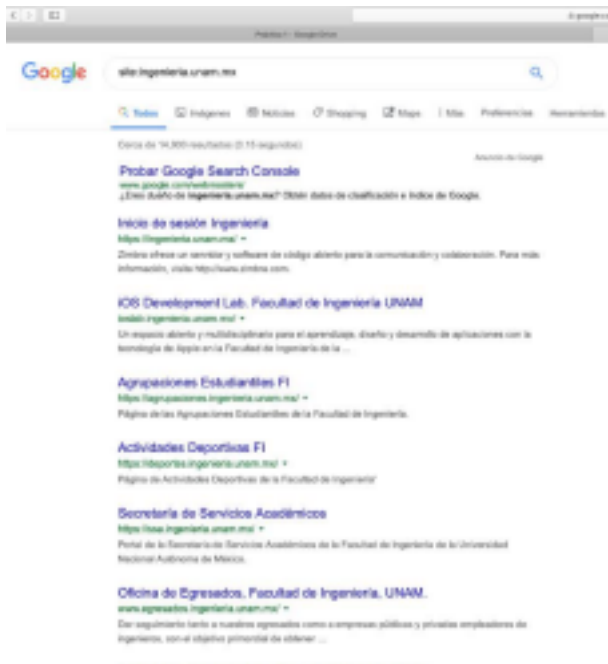 Google
site:ingenieria.unam.mx
Todos Imágenes Noticias Shopping Maps Más Preferencias Herramientas
Cerca de 14,900 resultados
Anuncio de Google
Probar Google Search Console
www.google.com/webmasters/
¿Eres dueño de ingenieria.unam.mx? Obtén datos de clasificación e índice de Google.
Inicio de sesión Ingeniería
https://ingenieria.unam.mx/
Zimbra ofrece un servidor y software de código abierto para la comunicación y colaboración. Para más
información, visite http://www.zimbra.com.
iOS Development Lab. Facultad de Ingeniería UNAM
ioslab.ingenieria.unam.mx/
Un espacio abierto y multidisciplinario para el aprendizaje, diseño y desarrollo de aplicaciones con la
tecnología de Apple en la Facultad de Ingeniería de la ...
Agrupaciones Estudiantiles FI
https://agrupaciones.ingenieria.unam.mx/
Página de las Agrupaciones Estudiantiles de la Facultad de Ingeniería.
Actividades Deportivas FI
https://deportes.ingenieria.unam.mx/
Página de Actividades Deportivas de la Facultad de Ingeniería
Secretaría de Servicios Académicos
https://ssa.ingenieria.unam.mx/
Portal de la Secretaría de Servicios Académicos de la Facultad de Ingeniería de la Universidad
Nacional Autónoma de México.
Oficina de Egresados. Facultad de Ingeniería. UNAM.
www.egresados.ingenieria.unam.mx/
Dar seguimiento tanto a nuestros egresados como a empresas públicas y privadas empleadores de
ingenieros, con el objetivo primordial de obtener ...